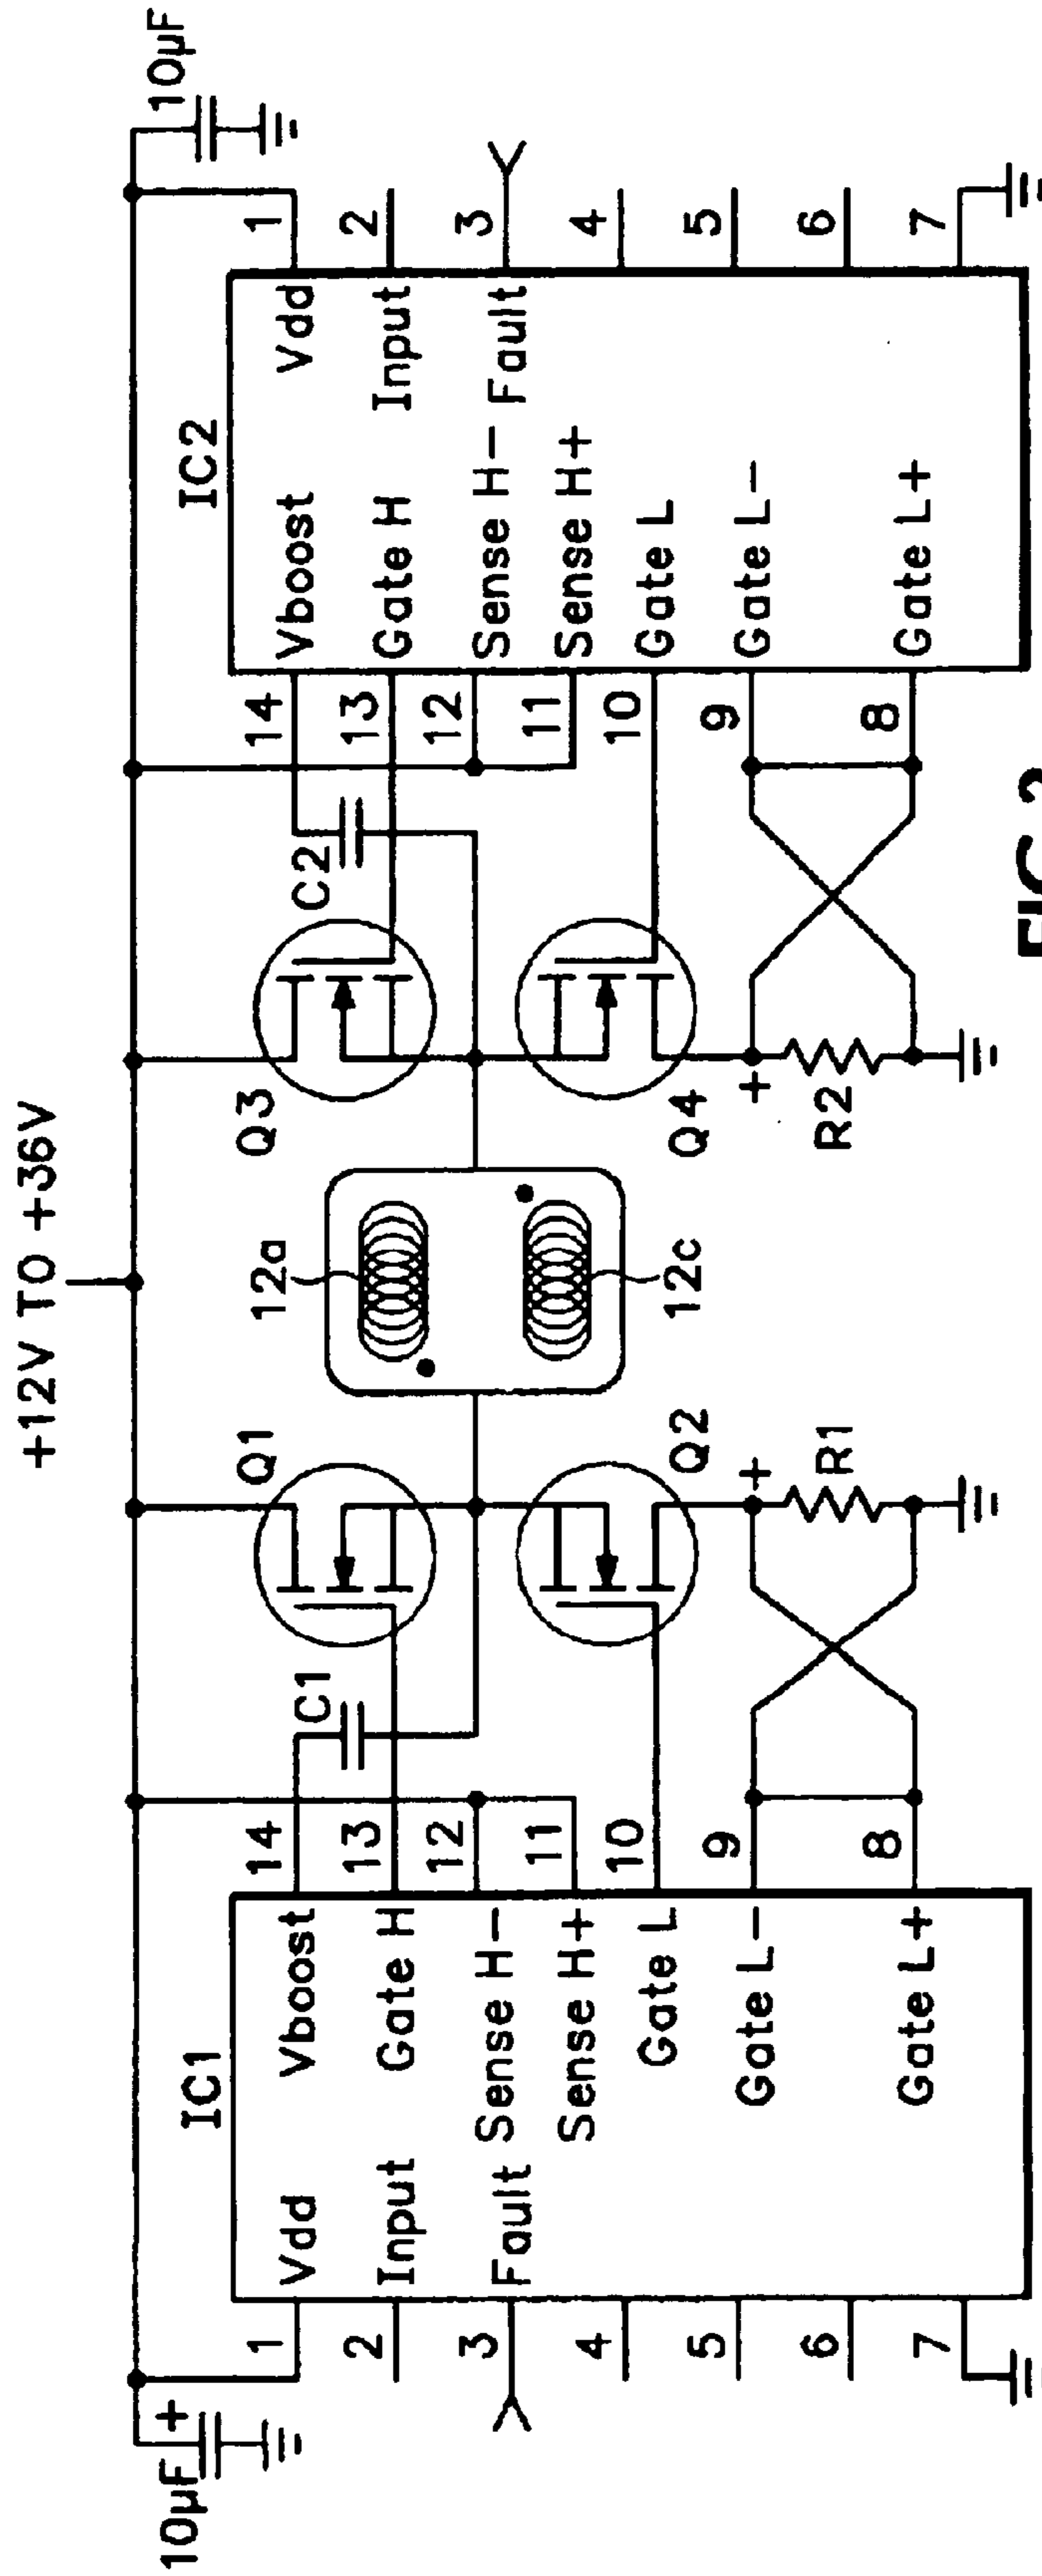 +12V TO +36V
10µF +
IC1
Vdd
Vboost
Input
Gate H
Fault
Sense H-
Sense H+
Gate L
Gate L-
Gate L+
1
2
3
4
5
6
7
14
13
12
11
10
9
8
C1
Q1
Q2
+
R1
12a
12c
Q3
Q4
+
R2
C2
IC2
Vboost
Vdd
Gate H
Input
Sense H-
Fault
Sense H+
Gate L
Gate L-
Gate L+
14
13
12
11
10
9
8
1
2
3
4
5
6
7
10µF